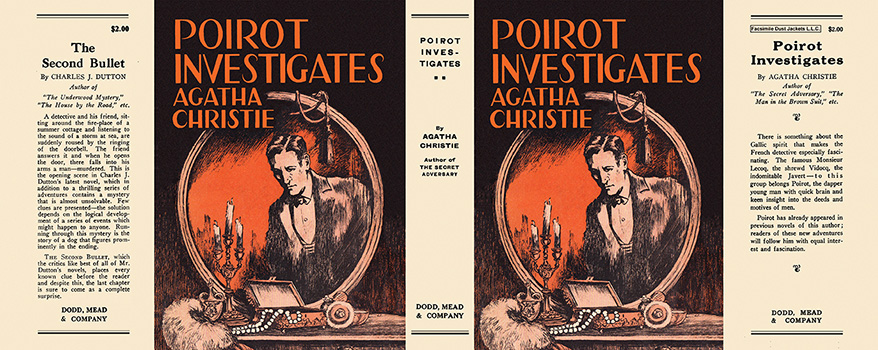 $2.00
The
Second Bullet
By CHARLES J. DUTTON
Author of
"The Underwood Mystery,"
"The House by the Road," etc.
A detective and his friend, sit-
ting around the fire-place of a
summer cottage and listening to
the sound of a storm at sea, are
suddenly roused by the ringing
of the doorbell. The friend
answers it and when he opens
the door, there falls into his
arms a man—murdered. This is
the opening scene in Charles J.
Dutton's latest novel, which in
addition to a thrilling series of
adventures contains a mystery
that is almost unsolvable. Few
clues are presented—the solution
depends on the logical develop-
ment of a series of events which
might happen to anyone. Run-
ning through this mystery is the
story of a dog that figures prom-
inently in the ending.
THE SECOND BULLET, which
the critics like best of all of Mr.
Dutton's novels, places every
known clue before the reader
and despite this, the last chapter
is sure to come as a complete
surprise.
DODD, MEAD
& COMPANY
POIROT
INVESTIGATES
AGATHA
CHRISTIE
POIROT
INVES-
TIGATES
By
AGATHA
CHRISTIE
Author of
THE SECRET
ADVERSARY
DODD, MEAD
& COMPANY
POIROT
INVESTIGATES
AGATHA
CHRISTIE
Facsimile Dust Jackets L.L.C. $2.00
Poirot
Investigates
By AGATHA CHRISTIE
Author of
"The Secret Adversary," "The
Man in the Brown Suit," etc.
There is something about the
Gallic spirit that makes the
French detective especially fasci-
nating. The famous Monsieur
Lecoq, the shrewd Vidocq, the
indomitable Javert—to this
group belongs Poirot, the dapper
young man with quick brain and
keen insight into the deeds and
motives of men.
Poirot has already appeared in
previous novels of this author;
readers of these new adventures
will follow him with equal inter-
est and fascination.
DODD, MEAD
& COMPANY